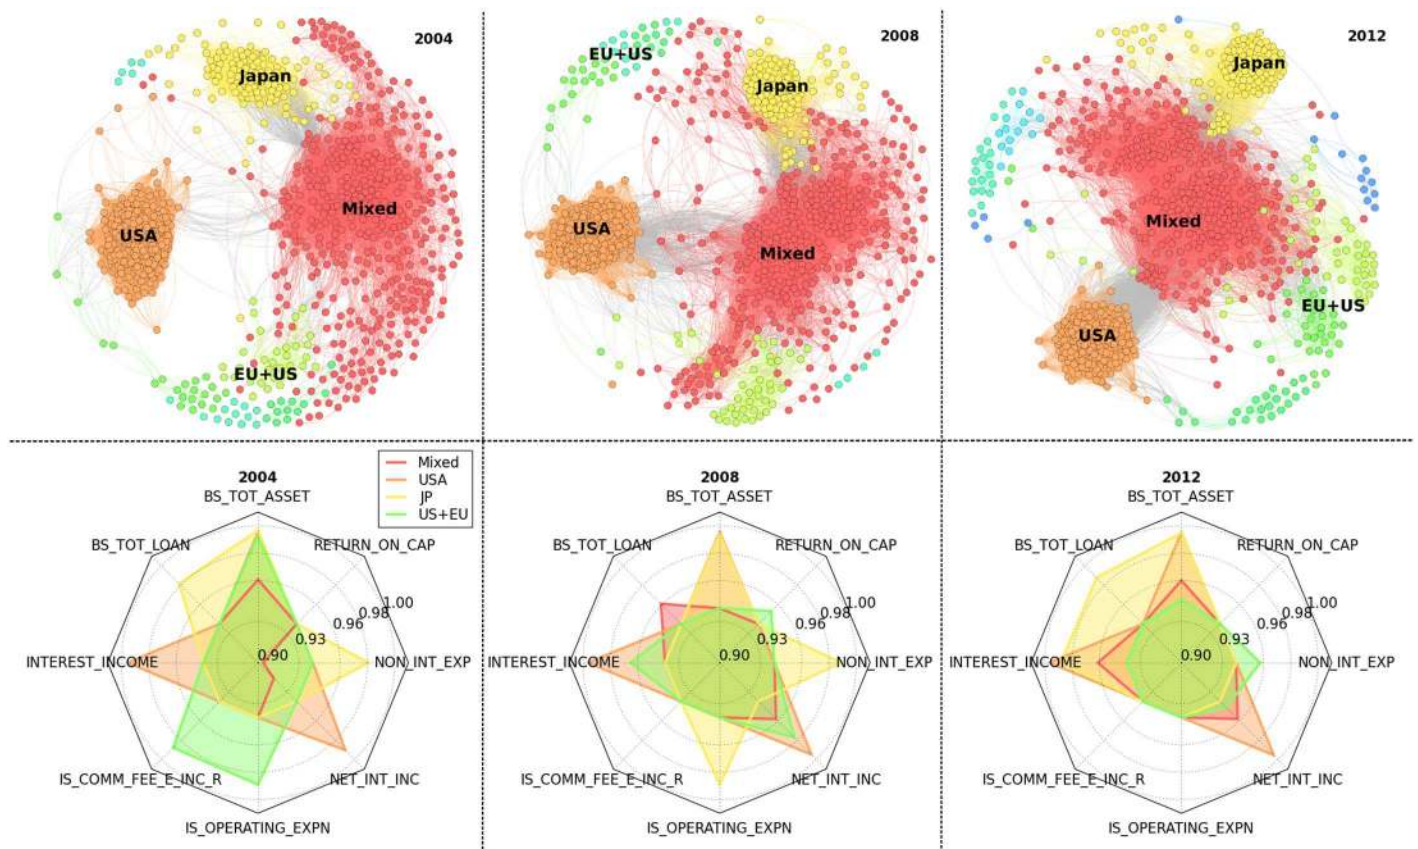 2004
Japan
Mixed
USA
EU+US
2008
EU+US
Japan
USA
Mixed
2012
Japan
Mixed
EU+US
USA
2004
Mixed
USA
JP
US+EU
BS_TOT_ASSET
BS_TOT_LOAN
RETURN_ON_CAP
1.00
0.98
0.96
0.93
0.90
INTEREST_INCOME
NON_INT_EXP
IS_COMM_FEE_E_INC_R
NET_INT_INC
IS_OPERATING_EXPN
2008
BS_TOT_ASSET
BS_TOT_LOAN
RETURN_ON_CAP
1.00
0.98
0.96
0.93
0.90
INTEREST_INCOME
NON_INT_EXP
IS_COMM_FEE_E_INC_R
NET_INT_INC
IS_OPERATING_EXPN
2012
BS_TOT_ASSET
BS_TOT_LOAN
RETURN_ON_CAP
1.00
0.98
0.96
0.93
0.90
INTEREST_INCOME
NON_INT_EXP
IS_COMM_FEE_E_INC_R
NET_INT_INC
IS_OPERATING_EXPN